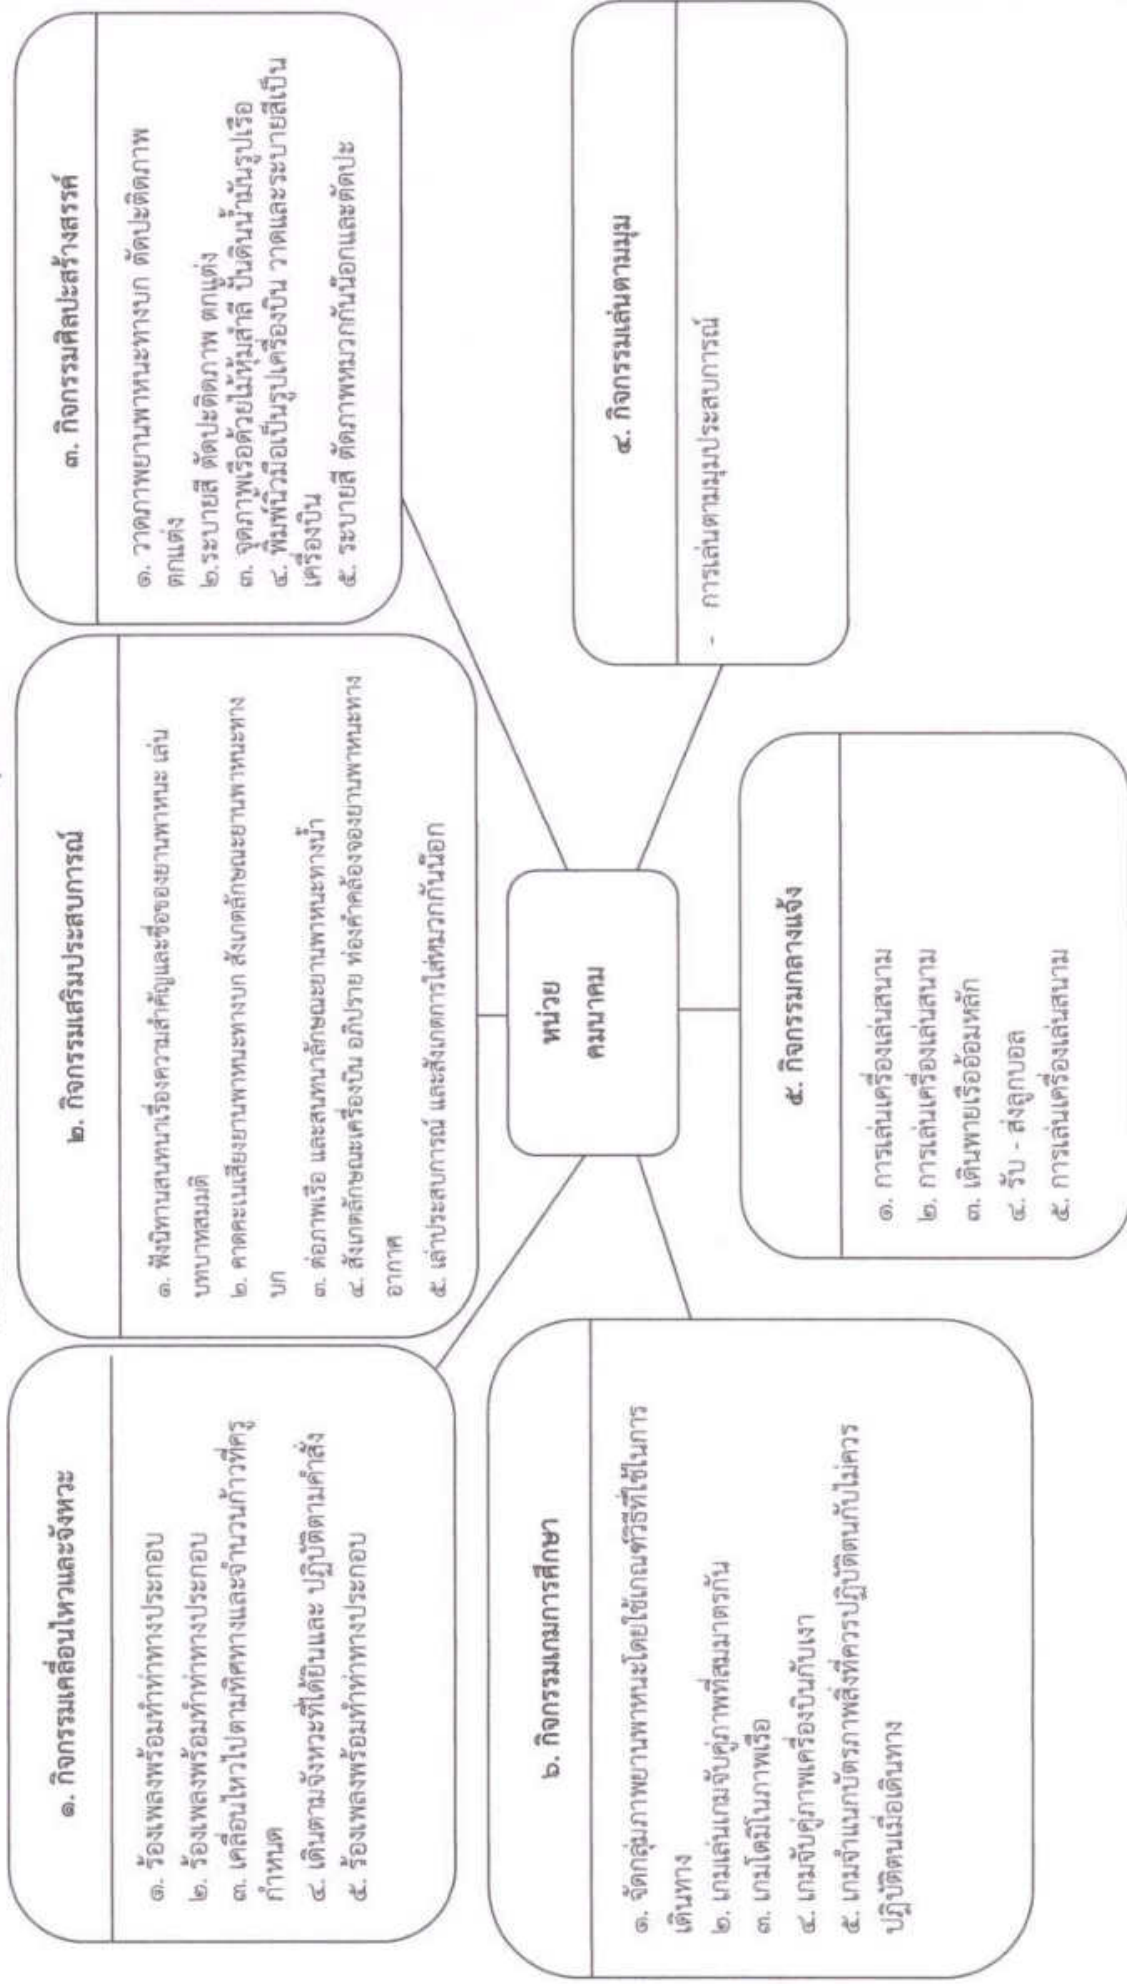 ๑. กิจกรรมเคลื่อนไหวและจังหวะ
๑. ร้องเพลงพร้อมทำท่าทางประกอบ
๒. ร้องเพลงพร้อมทำท่าทางประกอบ
๓. เคลื่อนไหวไปตามทิศทางและจำนวนก้าวที่ครู
กำหนด
๔. เดินตามจังหวะที่ได้ยินและ ปฏิบัติตามคำสั่ง
๕. ร้องเพลงพร้อมทำท่าทางประกอบ
๒. กิจกรรมเสริมประสบการณ์
๑. ฟังนิทานสนทนาเรื่องความสำคัญและชื่อของยานพาหนะ เล่น
บทบาทสมมติ
๒. คาดคะเนเสียงยานพาหนะทางบก สังเกตลักษณะยานพาหนะทาง
บก
๓. ต่อภาพเรือ และสนทนาลักษณะยานพาหนะทางน้ำ
๔. สังเกตลักษณะเครื่องบิน อภิปราย ท่องคำคล้องจองยานพาหนะทาง
อากาศ
๕. เล่าประสบการณ์ และสังเกตการใส่หมวกกันน๊อก
๓. กิจกรรมศิลปะสร้างสรรค์
๑. วาดภาพยานพาหนะทางบก ตัดปะติดภาพ
ตกแต่ง
๒.ระบายสี ตัดปะติดภาพ ตกแต่ง
๓. จุดภาพเรือด้วยไม้หุ้มสำลี ปั้นดินน้ำมันรูปเรือ
๔. พิมพ์นิ้วมือเป็นรูปเครื่องบิน วาดและระบายสีเป็น
เครื่องบิน
๕. ระบายสี ตัดภาพหมวกกันน๊อกและตัดปะ
หน่วย
คมนาคม
๖. กิจกรรมเกมการศึกษา
๑. จัดกลุ่มภาพยานพาหนะโดยใช้เกณฑ์วิธีที่ใช้ในการ
เดินทาง
๒. เกมเล่นเกมจับคู่ภาพที่สมมาตรกัน
๓. เกมโดมิโนภาพเรือ
๔. เกมจับคู่ภาพเครื่องบินกับเงา
๕. เกมจำแนกบัตรภาพสิ่งที่ควรปฏิบัติตนกับไม่ควร
ปฏิบัติตนเมื่อเดินทาง
๕. กิจกรรมกลางแจ้ง
๑. การเล่นเครื่องเล่นสนาม
๒. การเล่นเครื่องเล่นสนาม
๓. เดินพายเรืออ้อมหลัก
๔. รับ - ส่งลูกบอล
๕. การเล่นเครื่องเล่นสนาม
๔. กิจกรรมเล่นตามมุม
- การเล่นตามมุมประสบการณ์